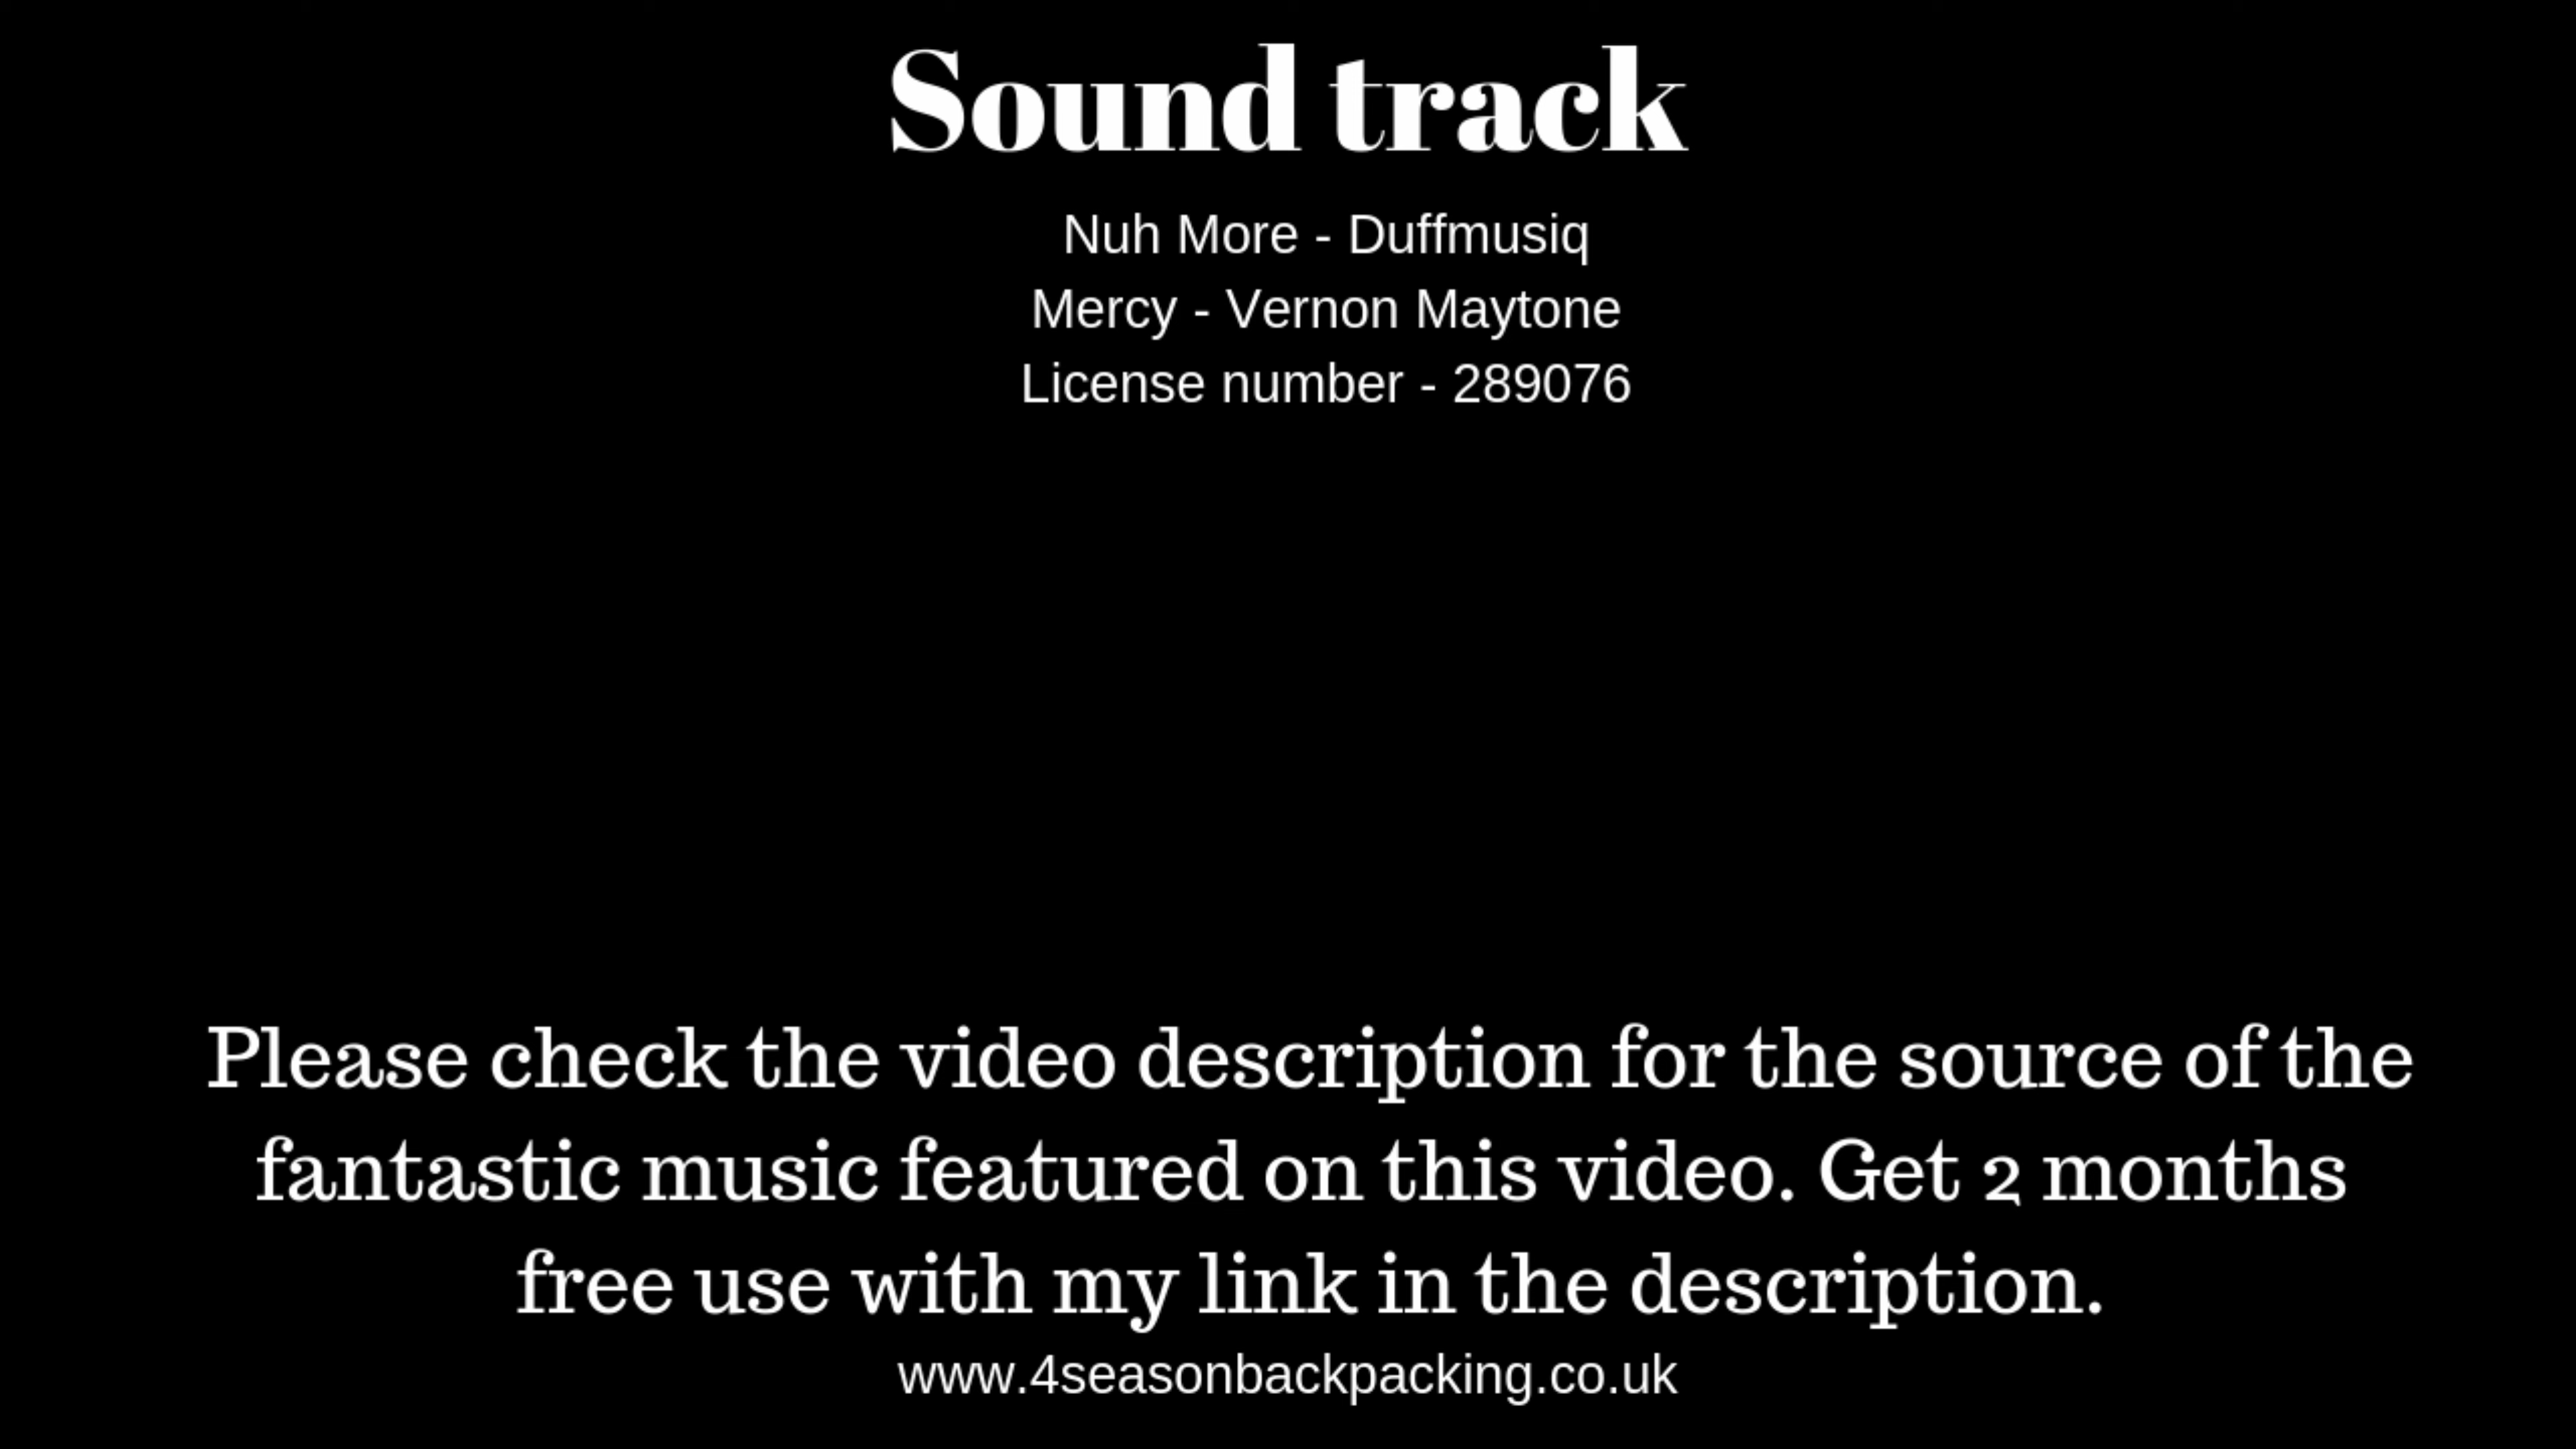 Sound track
Nuh More - Duffmusiq
Mercy - Vernon Maytone
License number - 289076
Please check the video description for the source of the
fantastic music featured on this video. Get 2 months
free use with my link in the description.
www.4seasonbackpacking.co.uk